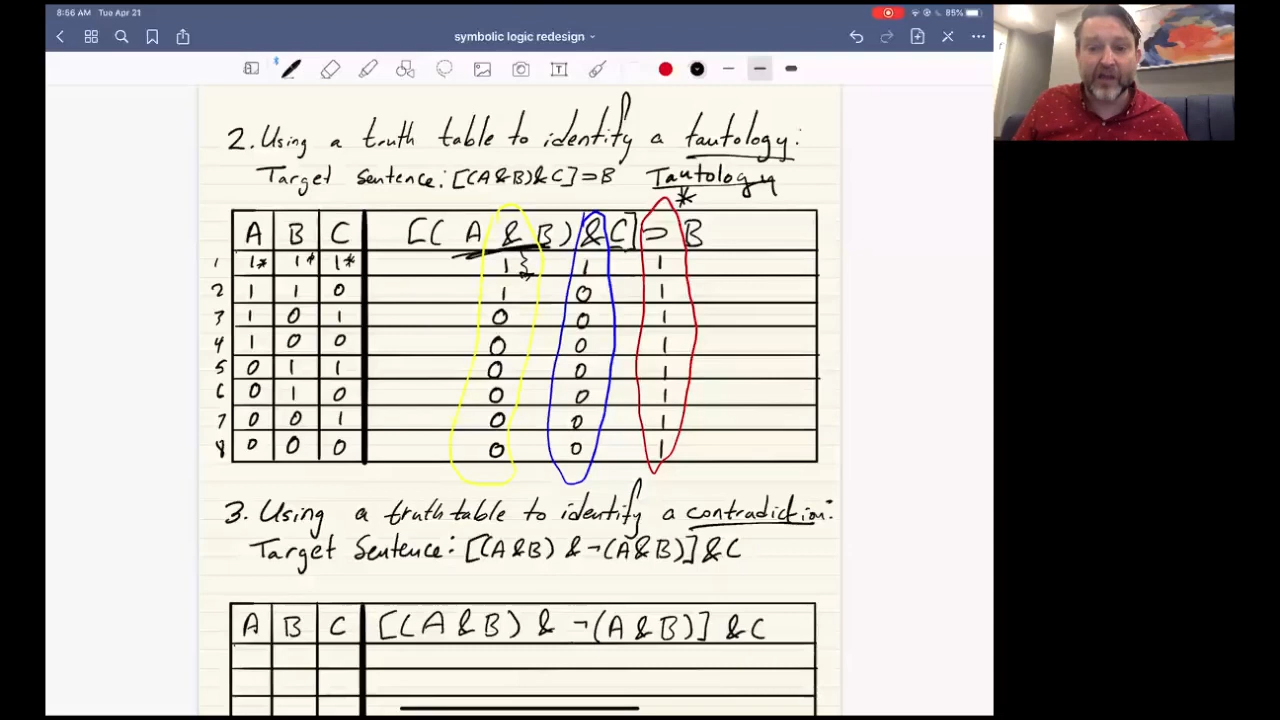 8:56 AM Tue Apr 21
85%
symbolic logic redesign
2. Using a truth table to identify a tautology:
Target Sentence: [(A&B)&C]⊃B Tautology
*
A B C [( A & B ) & C] ⊃ B
1 1* 1* 1* 1 1 1
2 1 1 0 1 0 1
3 1 0 1 0 0 1
4 1 0 0 0 0 1
5 0 1 1 0 0 1
6 0 1 0 0 0 1
7 0 0 1 0 0 1
8 0 0 0 0 0 1
3. Using a truth table to identify a contradiction:
Target Sentence: [(A&B) & ¬(A&B)] & C
A B C [(A & B) & ¬(A & B)] & C